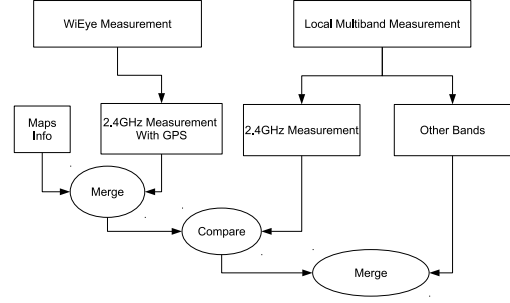 WiEye Measurement
Local Multiband Measurement
Maps
Info
2.4GHz Measurement
With GPS
2.4GHz Measurement
Other Bands
Merge
Compare
Merge